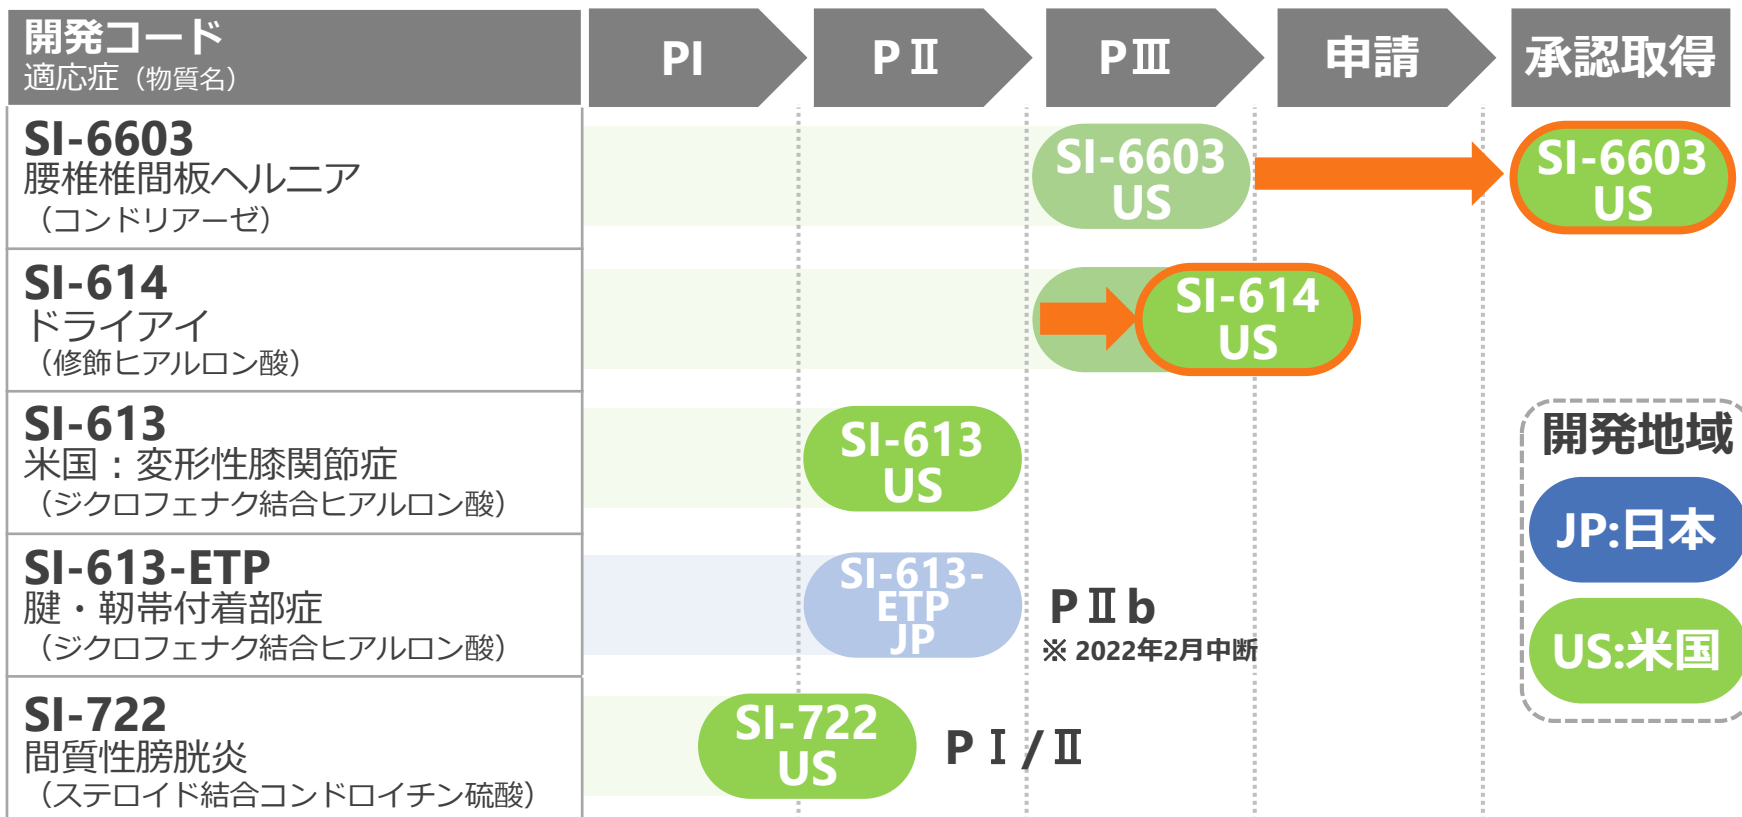 開発コード
適応症（物質名）
PI
PⅡ
PⅢ
申請
承認取得
SI-6603
腰椎椎間板ヘルニア
（コンドリアーゼ）
SI-6603
US
SI-6603
US
SI-614
ドライアイ
（修飾ヒアルロン酸）
SI-614
US
SI-613
米国：変形性膝関節症
（ジクロフェナク結合ヒアルロン酸）
SI-613
US
SI-613-ETP
腱・靭帯付着部症
（ジクロフェナク結合ヒアルロン酸）
SI-613-
ETP
JP
PⅡb
※ 2022年2月中断
SI-722
間質性膀胱炎
（ステロイド結合コンドロイチン硫酸）
SI-722
US
PⅠ/Ⅱ
開発地域
JP:日本
US:米国